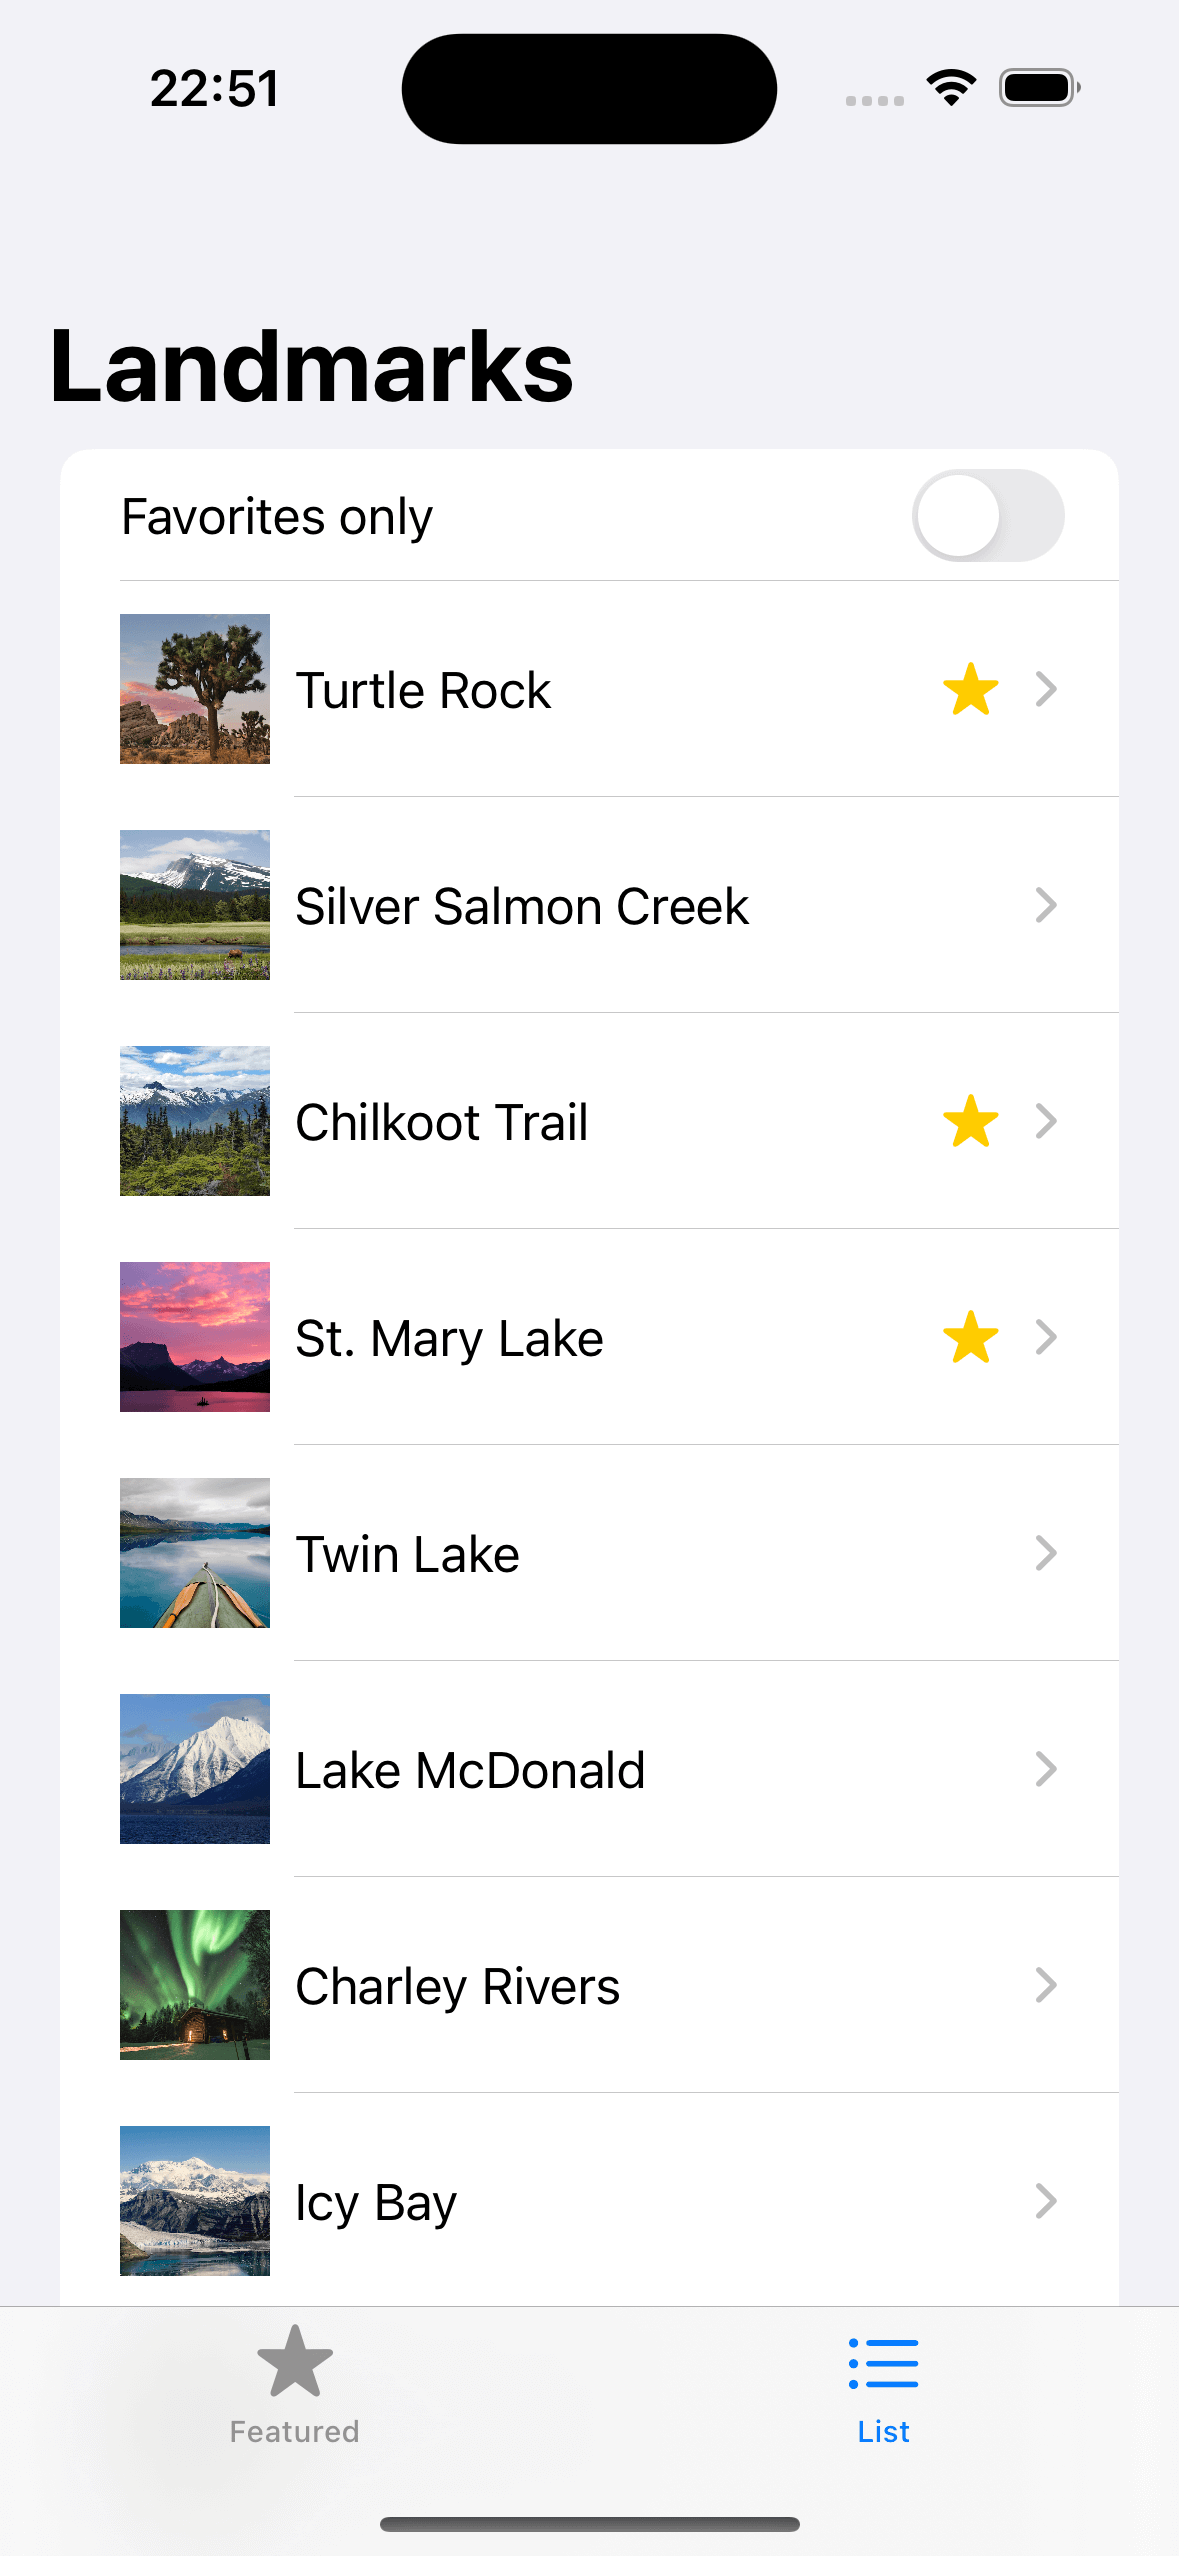 22:51
Landmarks
Favorites only
Turtle Rock
Silver Salmon Creek
Chilkoot Trail
St. Mary Lake
Twin Lake
Lake McDonald
Charley Rivers
Icy Bay
Featured
List